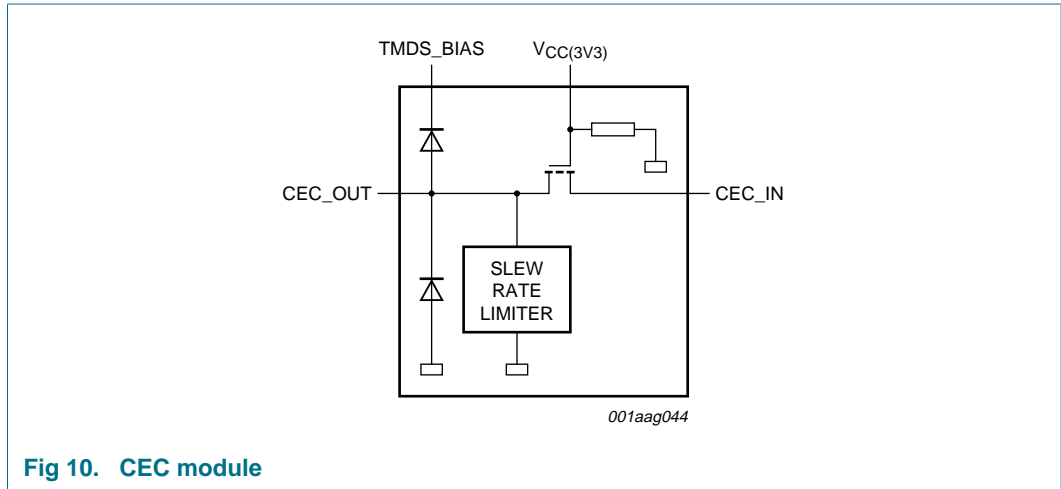 TMDS_BIAS
VCC(3V3)
CEC_OUT
CEC_IN
SLEW
RATE
LIMITER
001aag044
Fig 10. CEC module